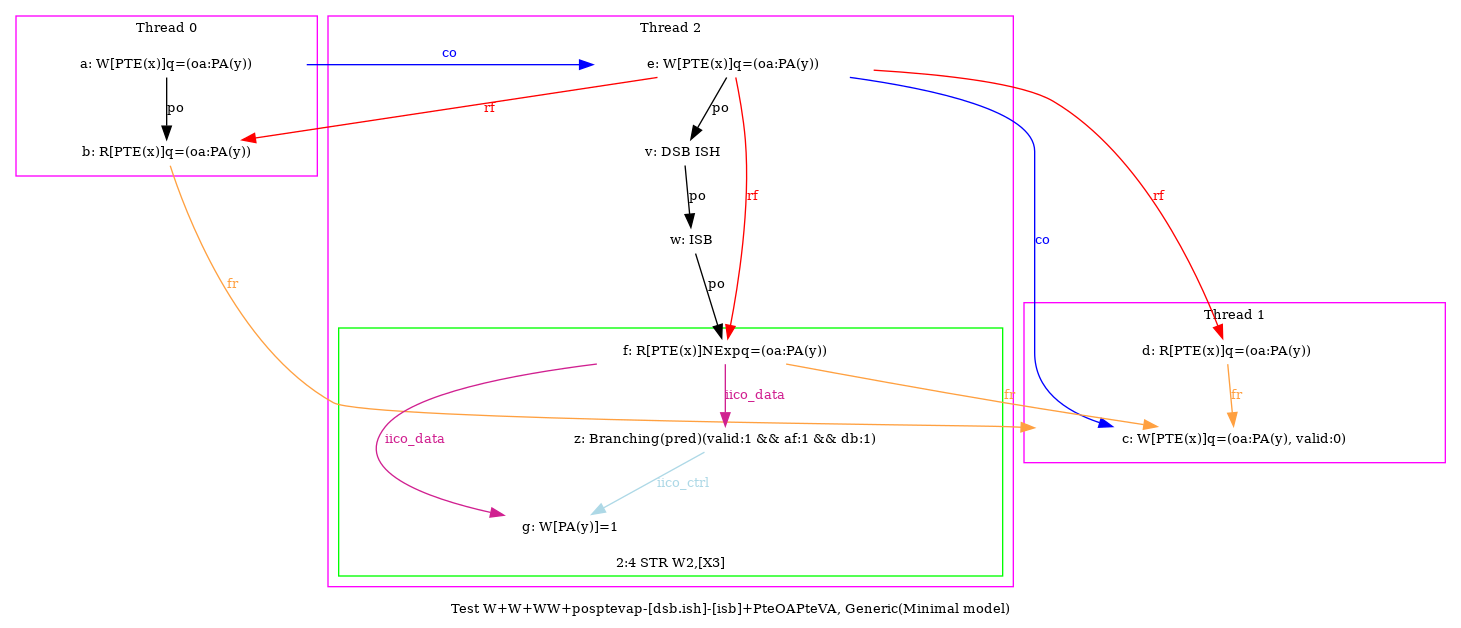 Thread 0
Thread 2
a: W[PTE(x)]q=(oa:PA(y))
co
e: W[PTE(x)]q=(oa:PA(y))
po
rf
po
b: R[PTE(x)]q=(oa:PA(y))
v: DSB ISH
po
rf
rf
w: ISB
co
fr
po
Thread 1
f: R[PTE(x)]NExpq=(oa:PA(y))
d: R[PTE(x)]q=(oa:PA(y))
iico_data
fr
fr
iico_data
z: Branching(pred)(valid:1 && af:1 && db:1)
c: W[PTE(x)]q=(oa:PA(y), valid:0)
iico_ctrl
g: W[PA(y)]=1
2:4 STR W2,[X3]
Test W+W+WW+posptevap-[dsb.ish]-[isb]+PteOAPteVA, Generic(Minimal model)